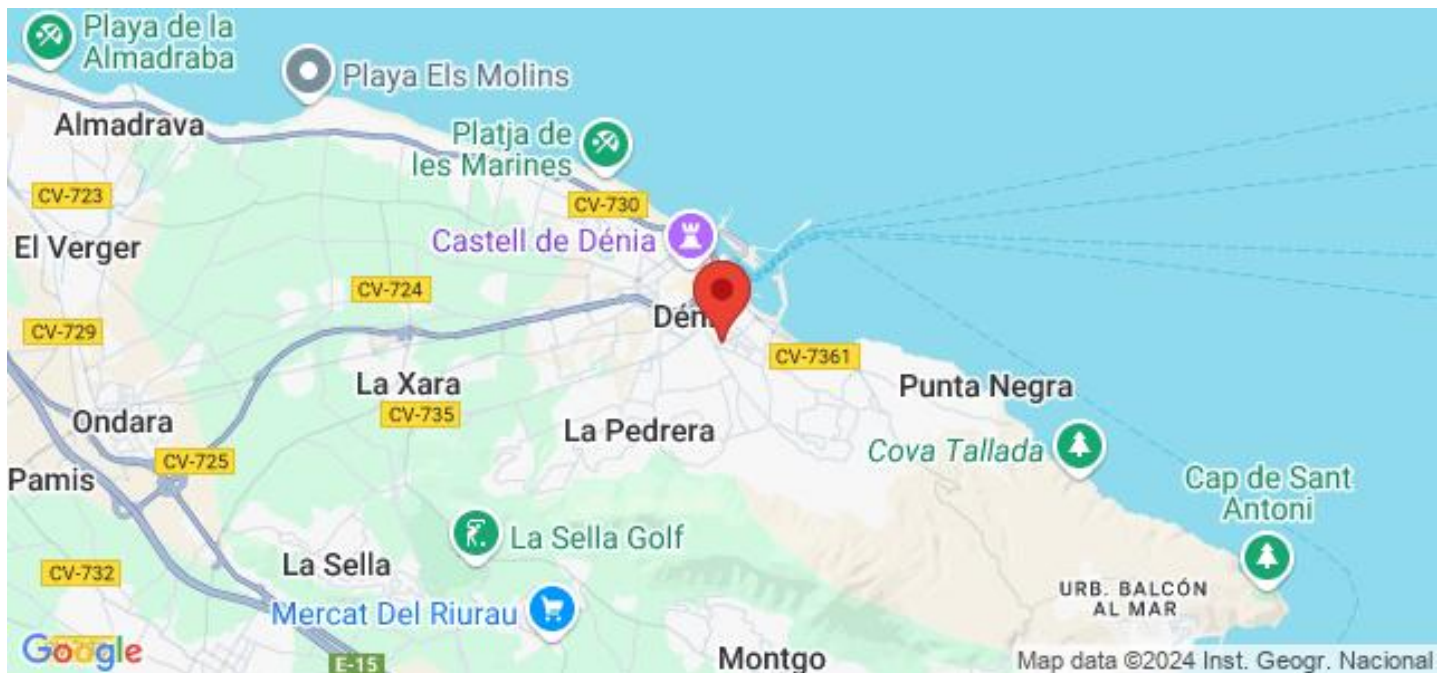 Playa de la
Almadraba
Playa Els Molins
Almadrava
Platja de
les Marines
CV-723
CV-730
El Verger
Castell de Dénia
CV-724
CV-729
CV-7361
La Xara
Punta Negra
CV-735
Ondara
La Pedrera
Cova Tallada
CV-725
Pamis
Cap de Sant
Antoni
La Sella Golf
La Sella
CV-732
URB. BALCÓN
AL MAR
Mercat Del Riurau
Google
E-15
Montgo
Map data ©2024 Inst. Geogr. Nacional